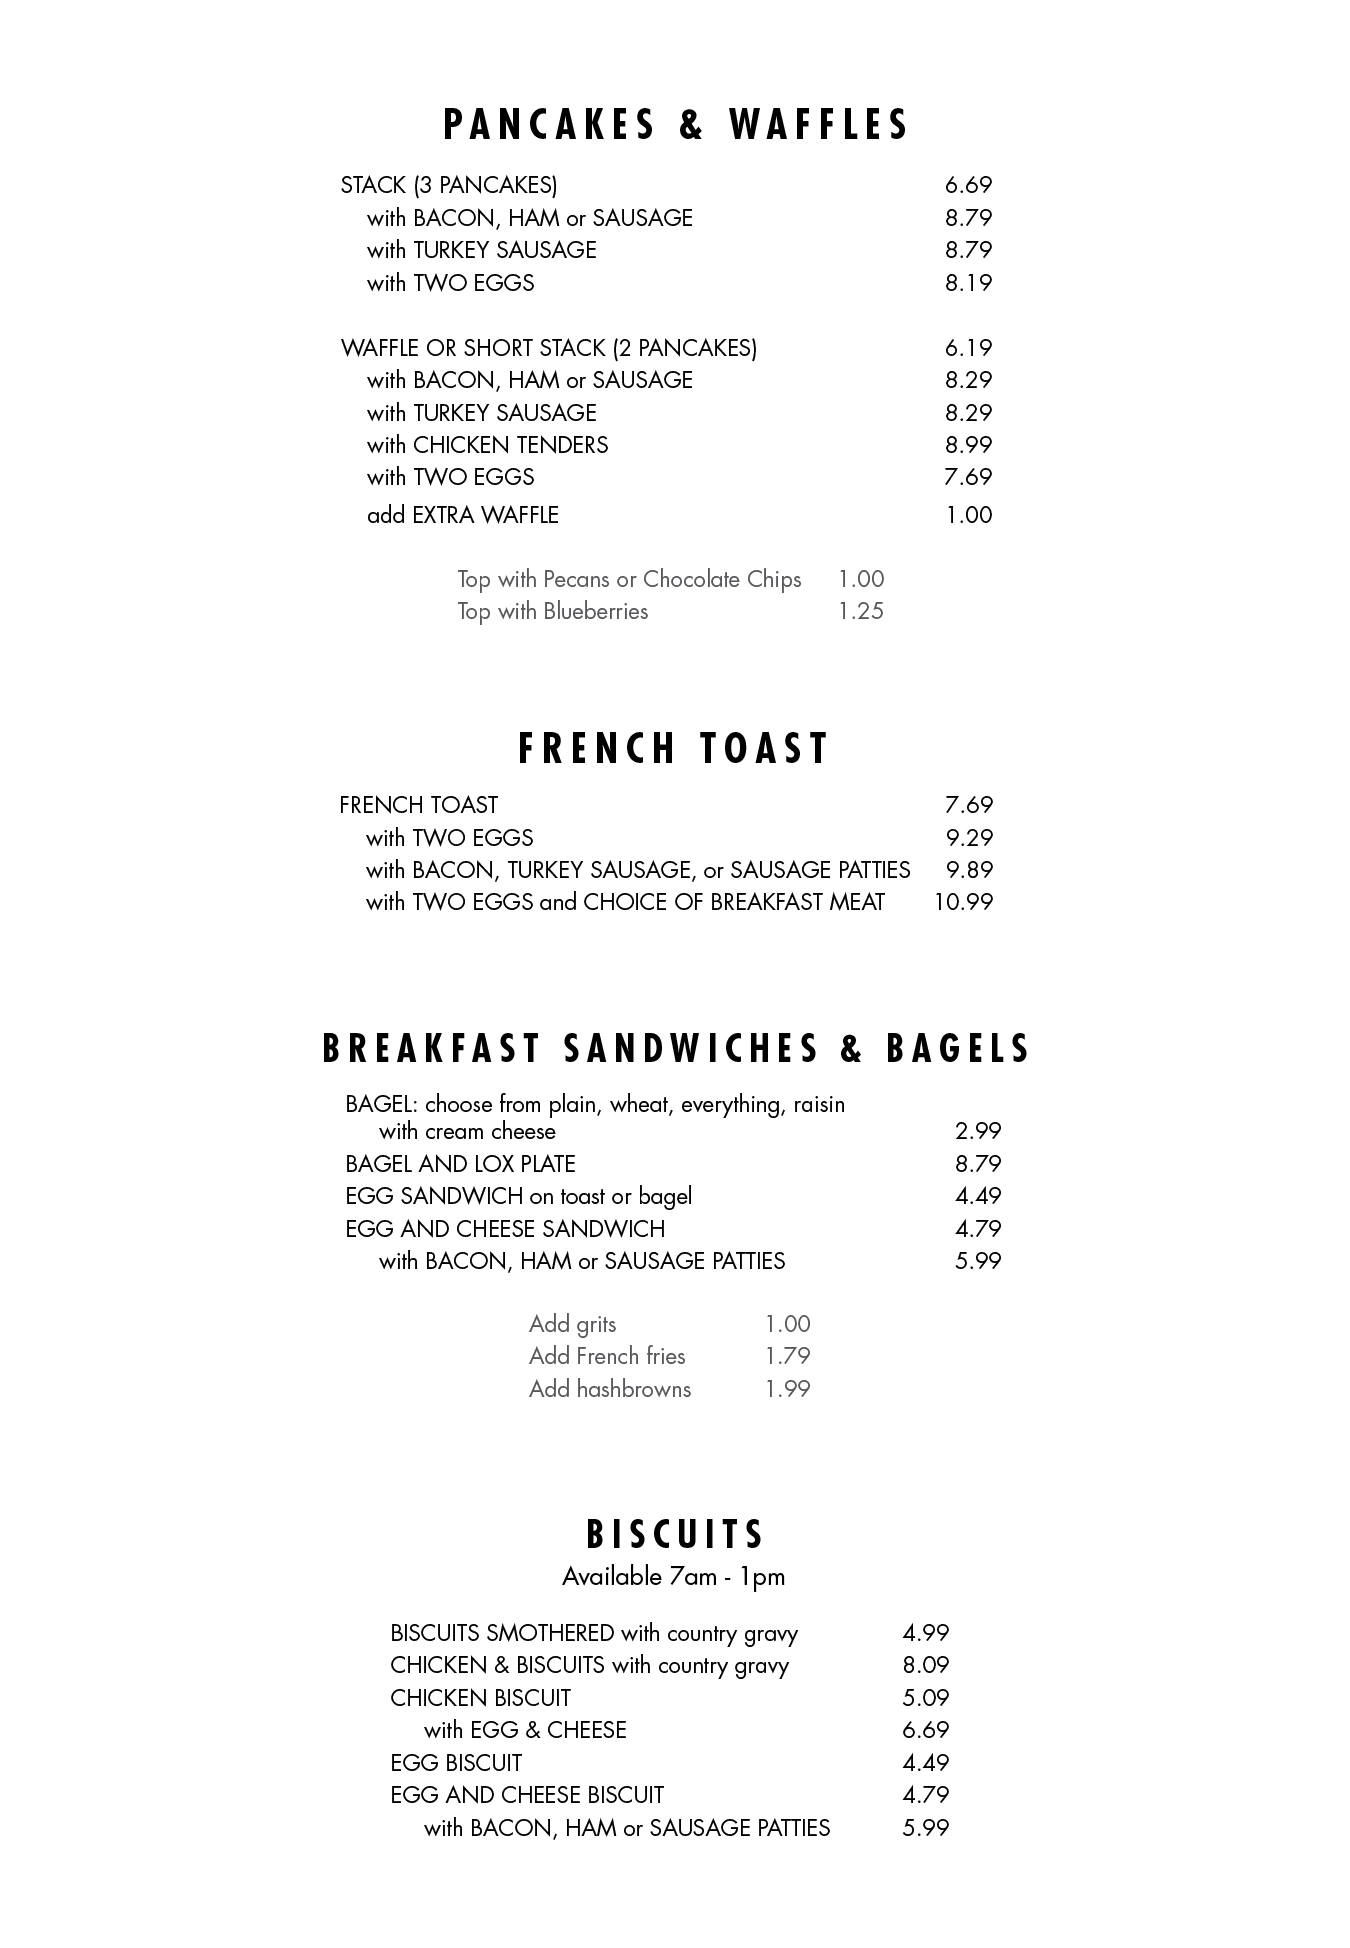 PANCAKES & WAFFLES
STACK (3 PANCAKES) 6.69
with BACON, HAM or SAUSAGE 8.79
with TURKEY SAUSAGE 8.79
with TWO EGGS 8.19
WAFFLE OR SHORT STACK (2 PANCAKES) 6.19
with BACON, HAM or SAUSAGE 8.29
with TURKEY SAUSAGE 8.29
with CHICKEN TENDERS 8.99
with TWO EGGS 7.69
add EXTRA WAFFLE 1.00
Top with Pecans or Chocolate Chips 1.00
Top with Blueberries 1.25
FRENCH TOAST
FRENCH TOAST 7.69
with TWO EGGS 9.29
with BACON, TURKEY SAUSAGE, or SAUSAGE PATTIES 9.89
with TWO EGGS and CHOICE OF BREAKFAST MEAT 10.99
BREAKFAST SANDWICHES & BAGELS
BAGEL: choose from plain, wheat, everything, raisin
with cream cheese 2.99
BAGEL AND LOX PLATE 8.79
EGG SANDWICH on toast or bagel 4.49
EGG AND CHEESE SANDWICH 4.79
with BACON, HAM or SAUSAGE PATTIES 5.99
Add grits 1.00
Add French fries 1.79
Add hashbrowns 1.99
BISCUITS
Available 7am - 1pm
BISCUITS SMOTHERED with country gravy 4.99
CHICKEN & BISCUITS with country gravy 8.09
CHICKEN BISCUIT 5.09
with EGG & CHEESE 6.69
EGG BISCUIT 4.49
EGG AND CHEESE BISCUIT 4.79
with BACON, HAM or SAUSAGE PATTIES 5.99